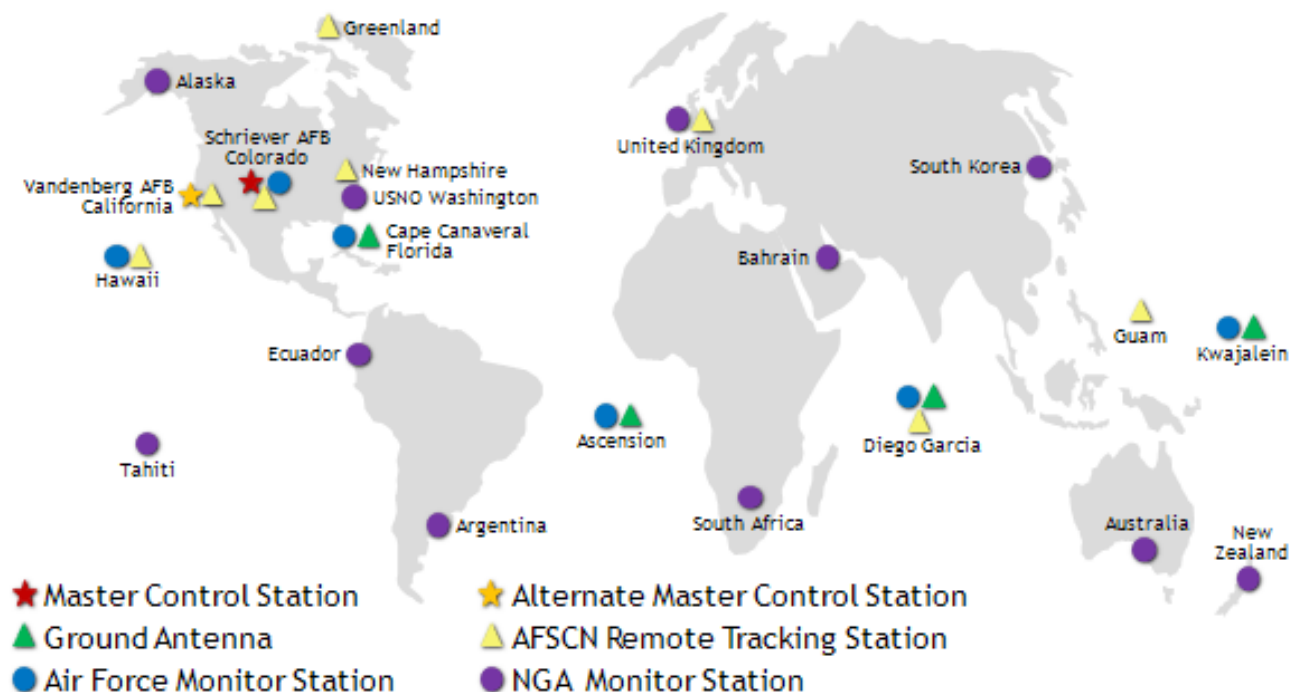 Greenland
Alaska
Schriever AFB
Colorado
United Kingdom
New Hampshire
South Korea
Vandenberg AFB
California
USNO Washington
Cape Canaveral
Florida
Bahrain
Hawaii
Guam
Kwajalein
Ecuador
Ascension
Diego Garcia
Tahiti
Argentina
South Africa
Australia
New
Zealand
Master Control Station
Alternate Master Control Station
Ground Antenna
AFSCN Remote Tracking Station
Air Force Monitor Station
NGA Monitor Station